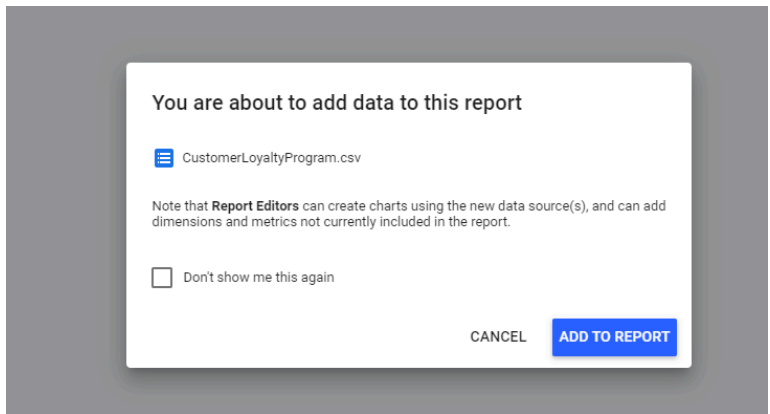 You are about to add data to this report
CustomerLoyaltyProgram.csv
Note that Report Editors can create charts using the new data source(s), and can add
dimensions and metrics not currently included in the report.
Don't show me this again
CANCEL
ADD TO REPORT